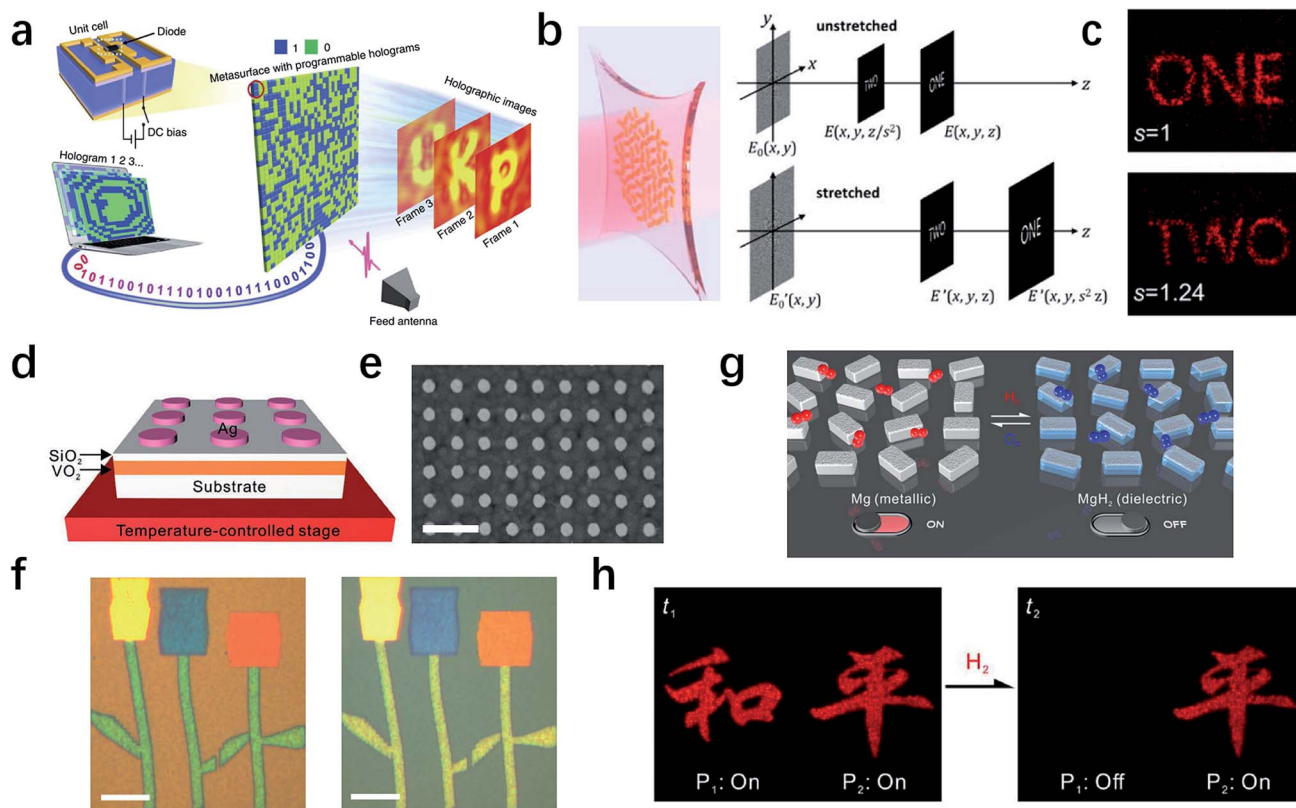 a
Unit cell
Diode
1 0
Metasurface with programmable holograms
DC bias
Holographic images
Hologram 1 2 3...
Frame 3
Frame 2
Frame 1
Feed antenna
b
y
x
unstretched
TWO
ONE
z
E₀(x, y)
E(x, y, z/s²)
E(x, y, z)
y
stretched
x
TWO
ONE
z
E₀'(x, y)
E'(x, y, z)
E'(x, y, s² z)
c
ONE
s=1
TWO
s=1.24
d
Ag
SiO₂
VO₂
Substrate
Temperature-controlled stage
e
f
g
H₂
O₂
Mg (metallic)
ON
MgH₂ (dielectric)
OFF
h
t₁
和 平
P₁: On P₂: On
H₂
t₂
平
P₁: Off P₂: On